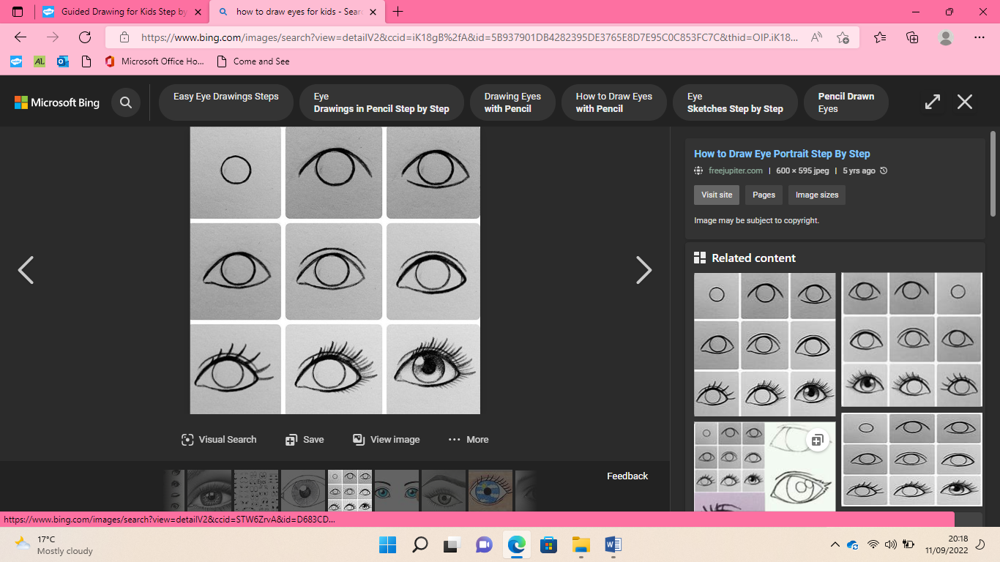 Guided Drawing for Kids Step by
how to draw eyes for kids - Sear
https://www.bing.com/images/search?view=detailV2&ccid=iK18gB%2fA&id=5B937901DB4282395DE3765E8D7E95C0C853FC7C&thid=OIP.iK18...
AL
Microsoft Office Ho...
Come and See
Microsoft Bing
Easy Eye Drawings Steps
Eye
Drawings in Pencil Step by Step
Drawing Eyes
with Pencil
How to Draw Eyes
with Pencil
Eye
Sketches Step by Step
Pencil Drawn
Eyes
How to Draw Eye Portrait Step By Step
freejupiter.com | 600 × 595 jpeg | 5 yrs ago
Visit site
Pages
Image sizes
Image may be subject to copyright.
Related content
Visual Search
Save
View image
More
Feedback
https://www.bing.com/images/search?view=detailV2&ccid=STW6ZrvA&id=D683CD...
17°C
Mostly cloudy
20:18
11/09/2022